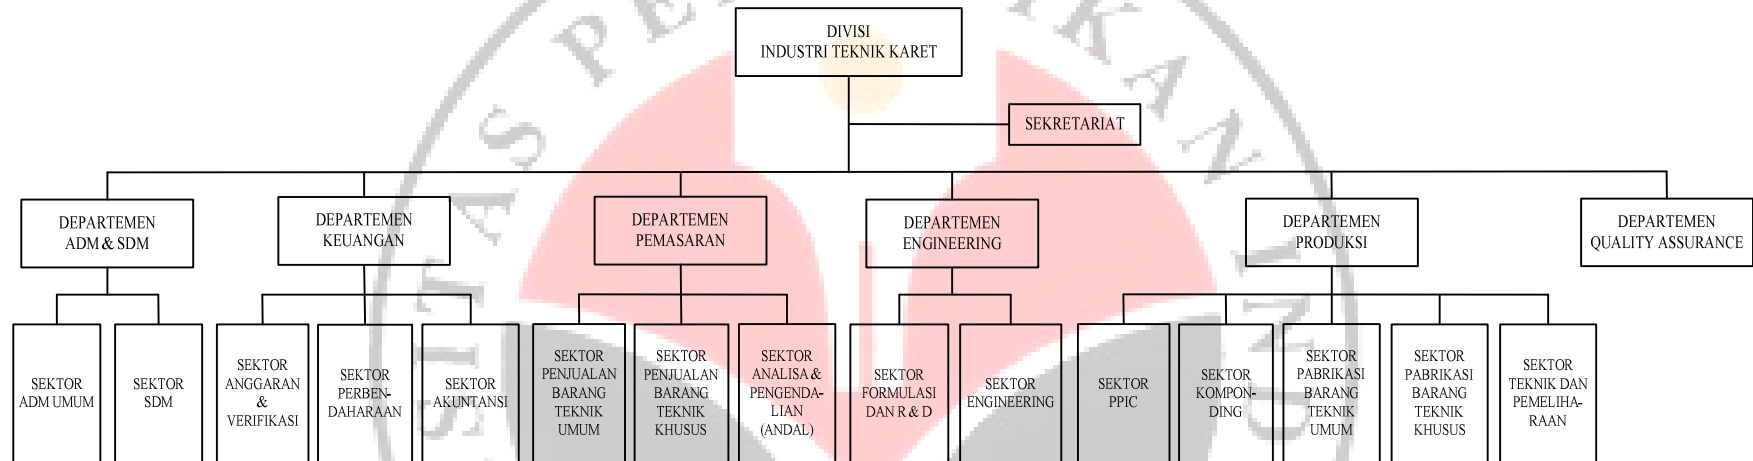 DIVISI
INDUSTRI TEKNIK KARET
SEKRETARIAT
DEPARTEMEN
ADM & SDM
DEPARTEMEN
KEUANGAN
DEPARTEMEN
PEMASARAN
DEPARTEMEN
ENGINEERING
DEPARTEMEN
PRODUKSI
DEPARTEMEN
QUALITY ASSURANCE
SEKTOR
ADM UMUM
SEKTOR
SDM
SEKTOR
ANGGARAN
&
VERIFIKASI
SEKTOR
PERBEN-
DAHARAAN
SEKTOR
AKUNTANSI
SEKTOR
PENJUALAN
BARANG
TEKNIK
UMUM
SEKTOR
PENJUALAN
BARANG
TEKNIK
KHUSUS
SEKTOR
ANALISA &
PENGENDA-
LIAN
(ANDAL)
SEKTOR
FORMULASI
DAN R & D
SEKTOR
ENGINEERING
SEKTOR
PPIC
SEKTOR
KOMPON-
DING
SEKTOR
PABRIKASI
BARANG
TEKNIK
UMUM
SEKTOR
PABRIKASI
BARANG
TEKNIK
KHUSUS
SEKTOR
TEKNIK DAN
PEMELIHA-
RAAN